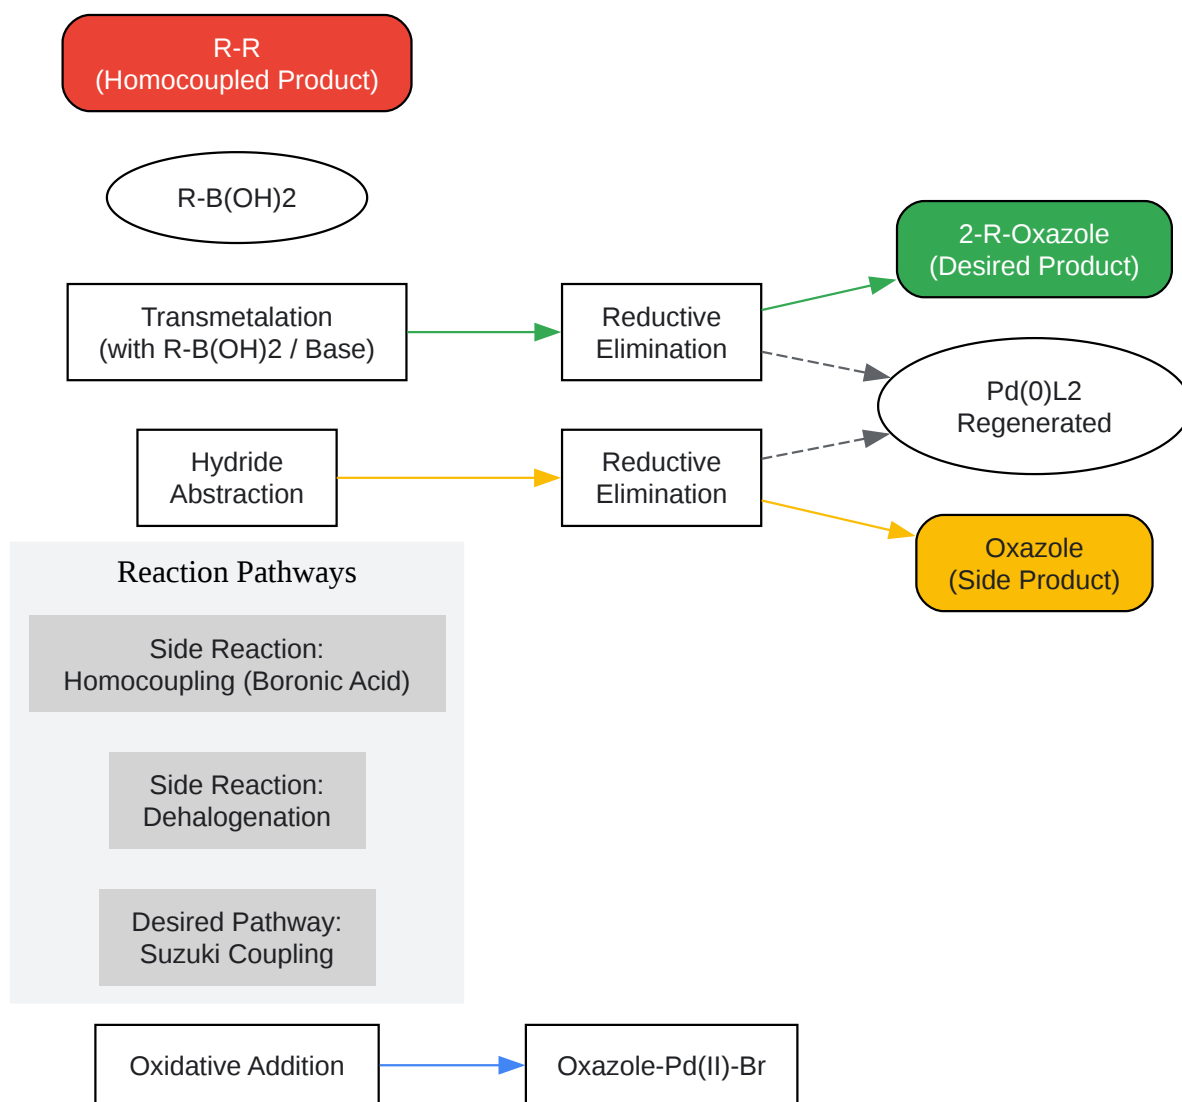 R-R
(Homocoupled Product)
R-B(OH)2
2-R-Oxazole
(Desired Product)
Transmetalation
(with R-B(OH)2 / Base)
Reductive
Elimination
Pd(0)L2
Regenerated
Hydride
Abstraction
Reductive
Elimination
Oxazole
(Side Product)
Reaction Pathways
Side Reaction:
Homocoupling (Boronic Acid)
Side Reaction:
Dehalogenation
Desired Pathway:
Suzuki Coupling
Oxidative Addition
Oxazole-Pd(II)-Br